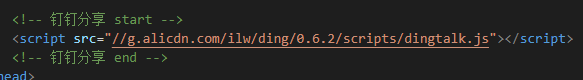 <!-- 钉钉分享 start -->
<script src="//g.alicdn.com/ilw/ding/0.6.2/scripts/dingtalk.js"></script>
<!-- 钉钉分享 end -->
head>